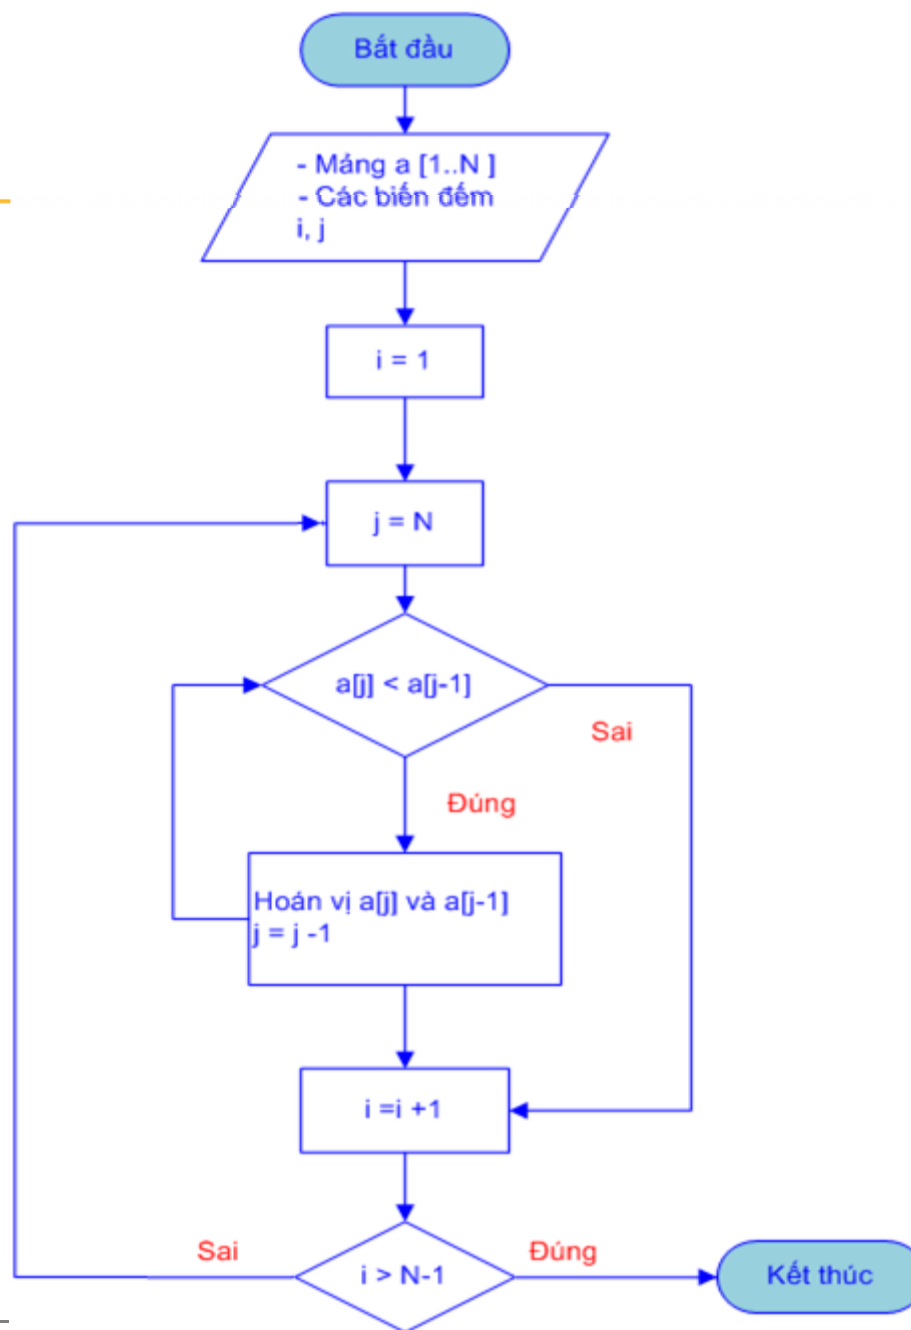 Bắt đầu
- Mảng a [1..N ]
- Các biến đếm
i, j
i = 1
j = N
a[j] < a[j-1]
Sai
Đúng
Hoán vị a[j] và a[j-1]
j = j -1
i =i +1
Sai
Đúng
i > N-1
Kết thúc